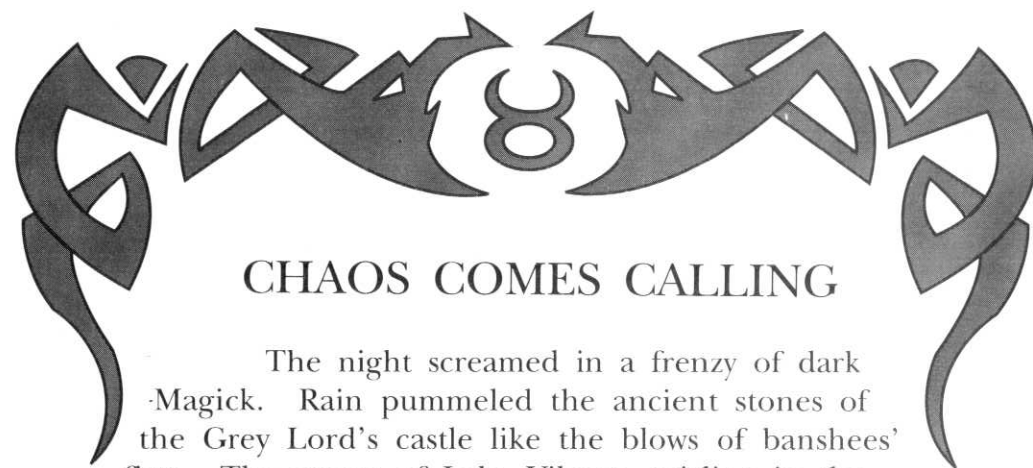 CHAOS COMES CALLING
The night screamed in a frenzy of dark
Magick. Rain pummeled the ancient stones of
the Grey Lord's castle like the blows of banshees'